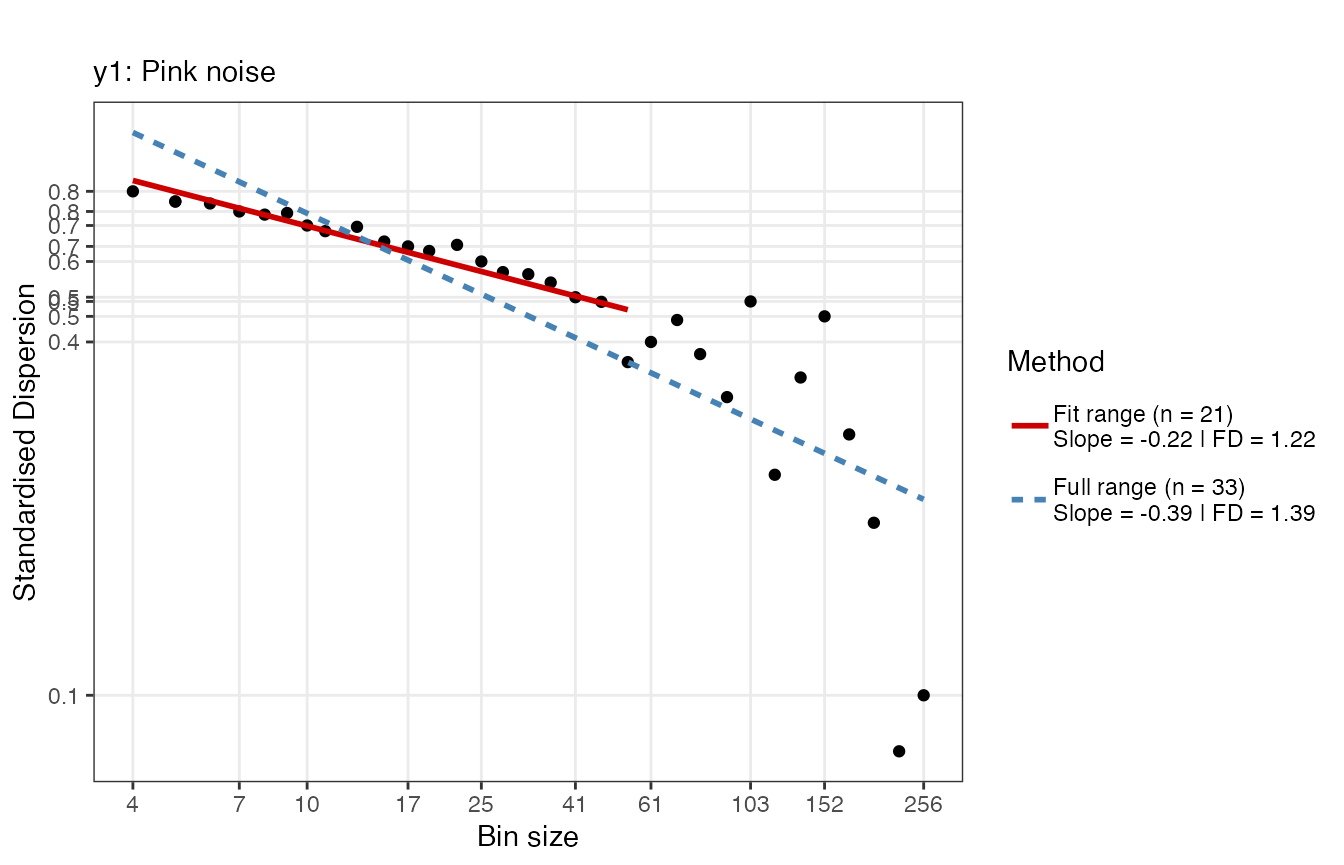 y1: Pink noise
Standardised Dispersion
0.8
0.8
0.7
0.7
0.6
0.5
0.5
0.5
0.4
0.1
4 7 10 17 25 41 61 103 152 256
Bin size
Method
Fit range (n = 21)
Slope = -0.22 | FD = 1.22
Full range (n = 33)
Slope = -0.39 | FD = 1.39